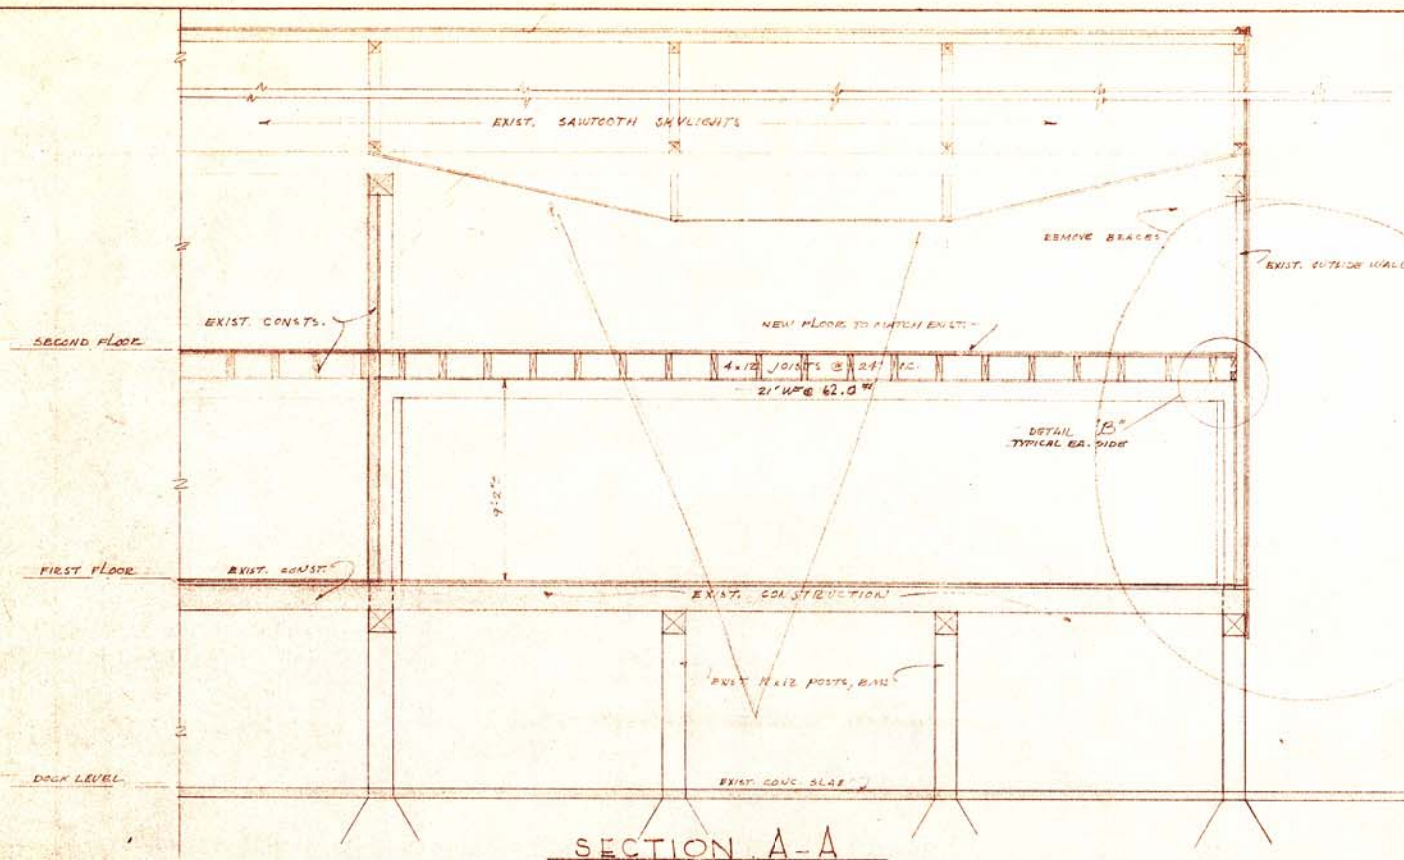 EXIST. SAWTOOTH SKYLIGHTS
REMOVE BRACES
EXIST. OUTSIDE WALL
EXIST. CONSTS.
NEW FLOOR TO MATCH EXIST.
SECOND FLOOR
4x12 JOISTS @ 24"
21" WF @ 62.0#
DETAIL "B"
TYPICAL EA. SIDE
9'-2"±
FIRST FLOOR
EXIST. CONST.
EXIST. CONSTRUCTION
EXIST. 12x12 POSTS,
DOCK LEVEL
EXIST. CONC. SLAB
SECTION A-A